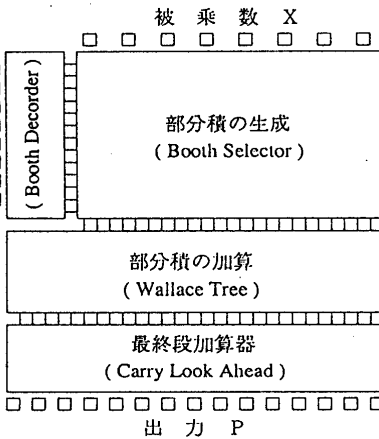 被 乗 数 X
( Booth Decorder )
部分積の生成
( Booth Selector )
部分積の加算
( Wallace Tree )
最終段加算器
( Carry Look Ahead )
出 力 P